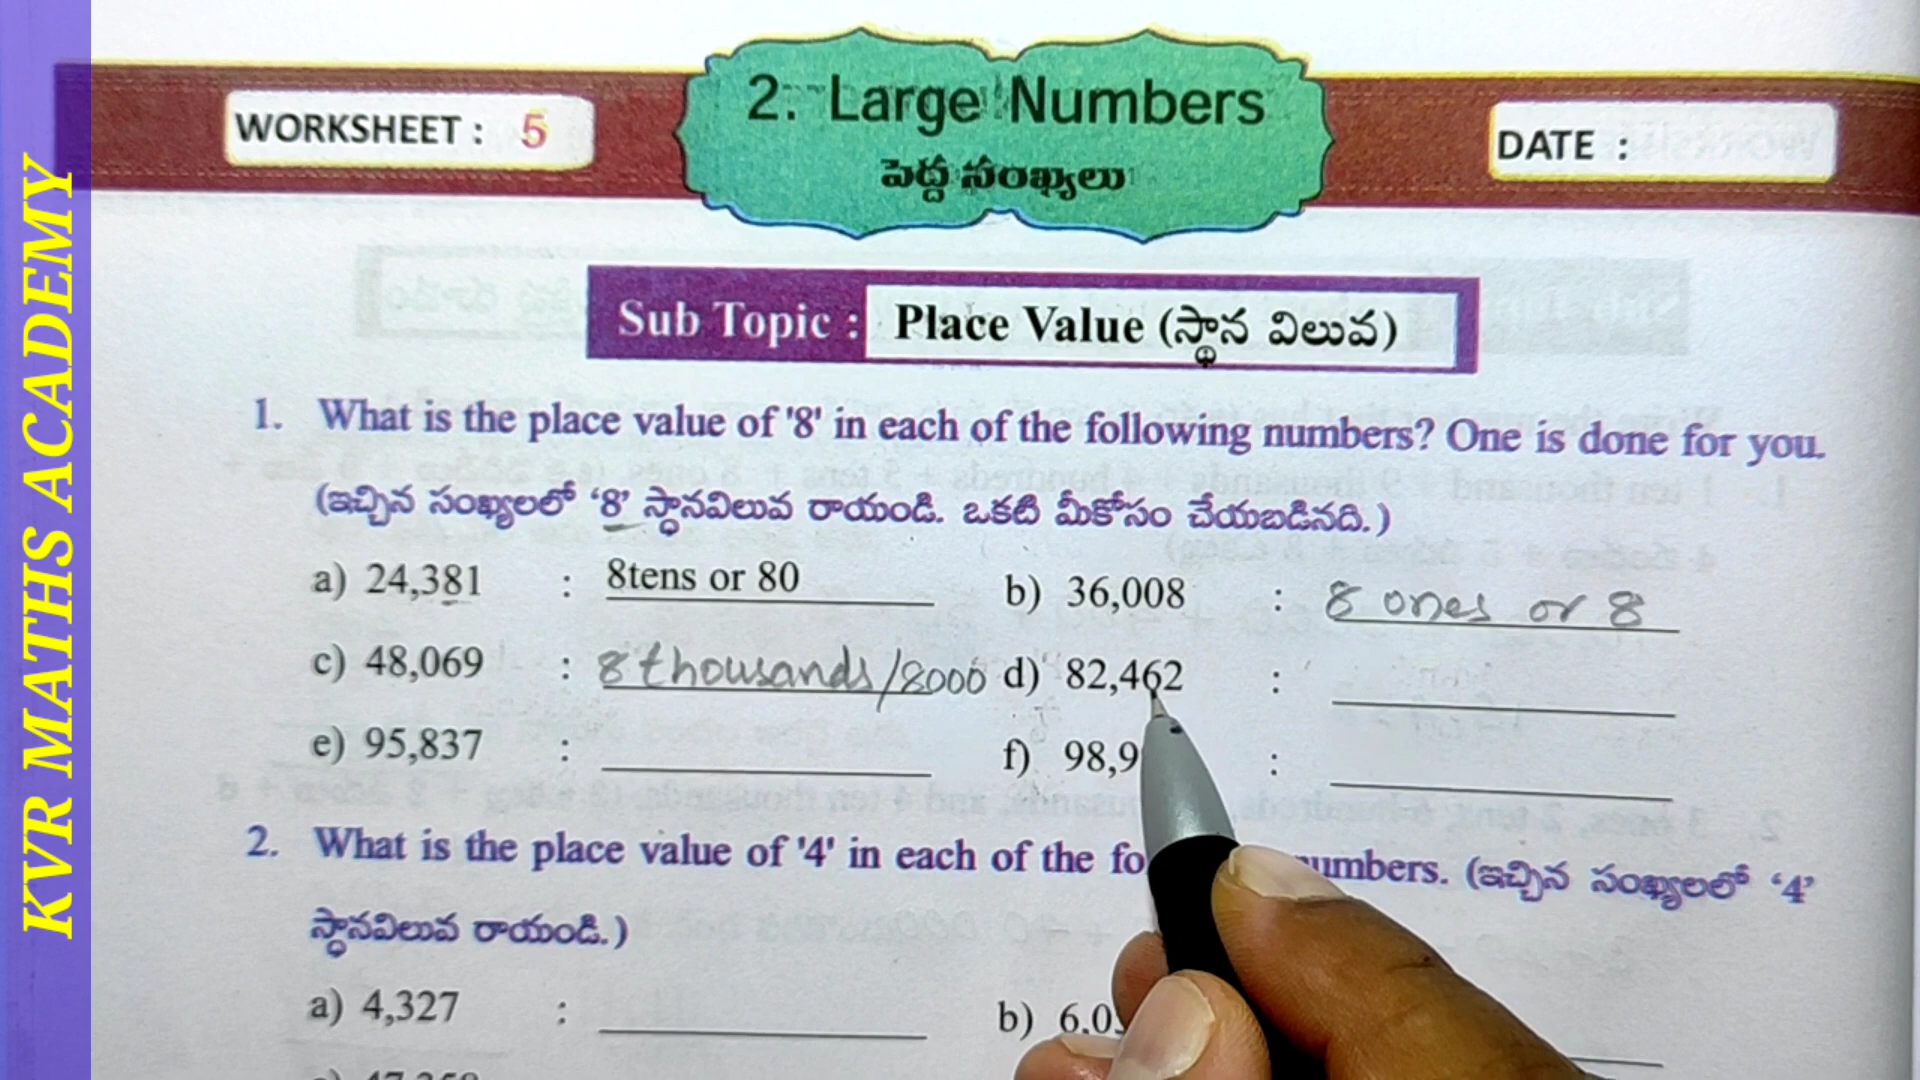 KVR MATHS ACADEMY
WORKSHEET : 5
2. Large Numbers
పెద్ద సంఖ్యలు
DATE :
Sub Topic : Place Value (స్థాన విలువ)
1. What is the place value of '8' in each of the following numbers? One is done for you.
(ఇచ్చిన సంఖ్యలలో ‘8’ స్థానవిలువ రాయండి. ఒకటి మీకోసం చేయబడినది.)
a) 24,381 : 8tens or 80 b) 36,008 : 8 ones or 8
c) 48,069 : 8 thousands/8000 d) 82,462 :
e) 95,837 : f) 98,9 :
2. What is the place value of '4' in each of the numbers. (ఇచ్చిన సంఖ్యలలో ‘4’
స్థానవిలువ రాయండి.)
a) 4,327 : b) 6,0